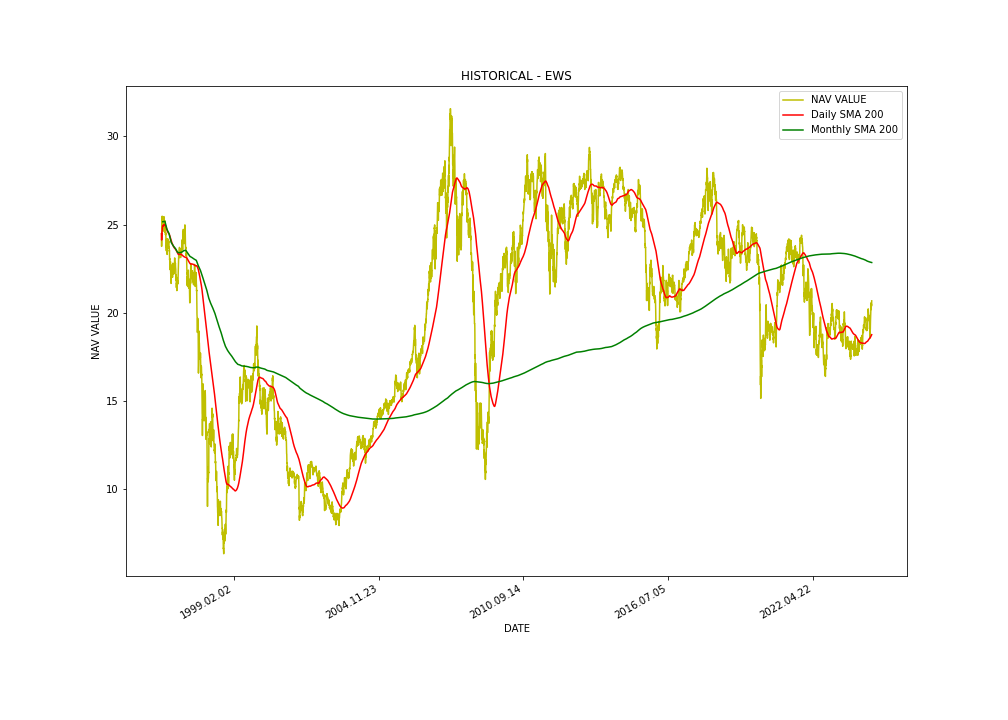 HISTORICAL - EWS
NAV VALUE
Daily SMA 200
Monthly SMA 200
NAV VALUE
30
25
20
15
10
1999.02.02
2004.11.23
2010.09.14
2016.07.05
2022.04.22
DATE